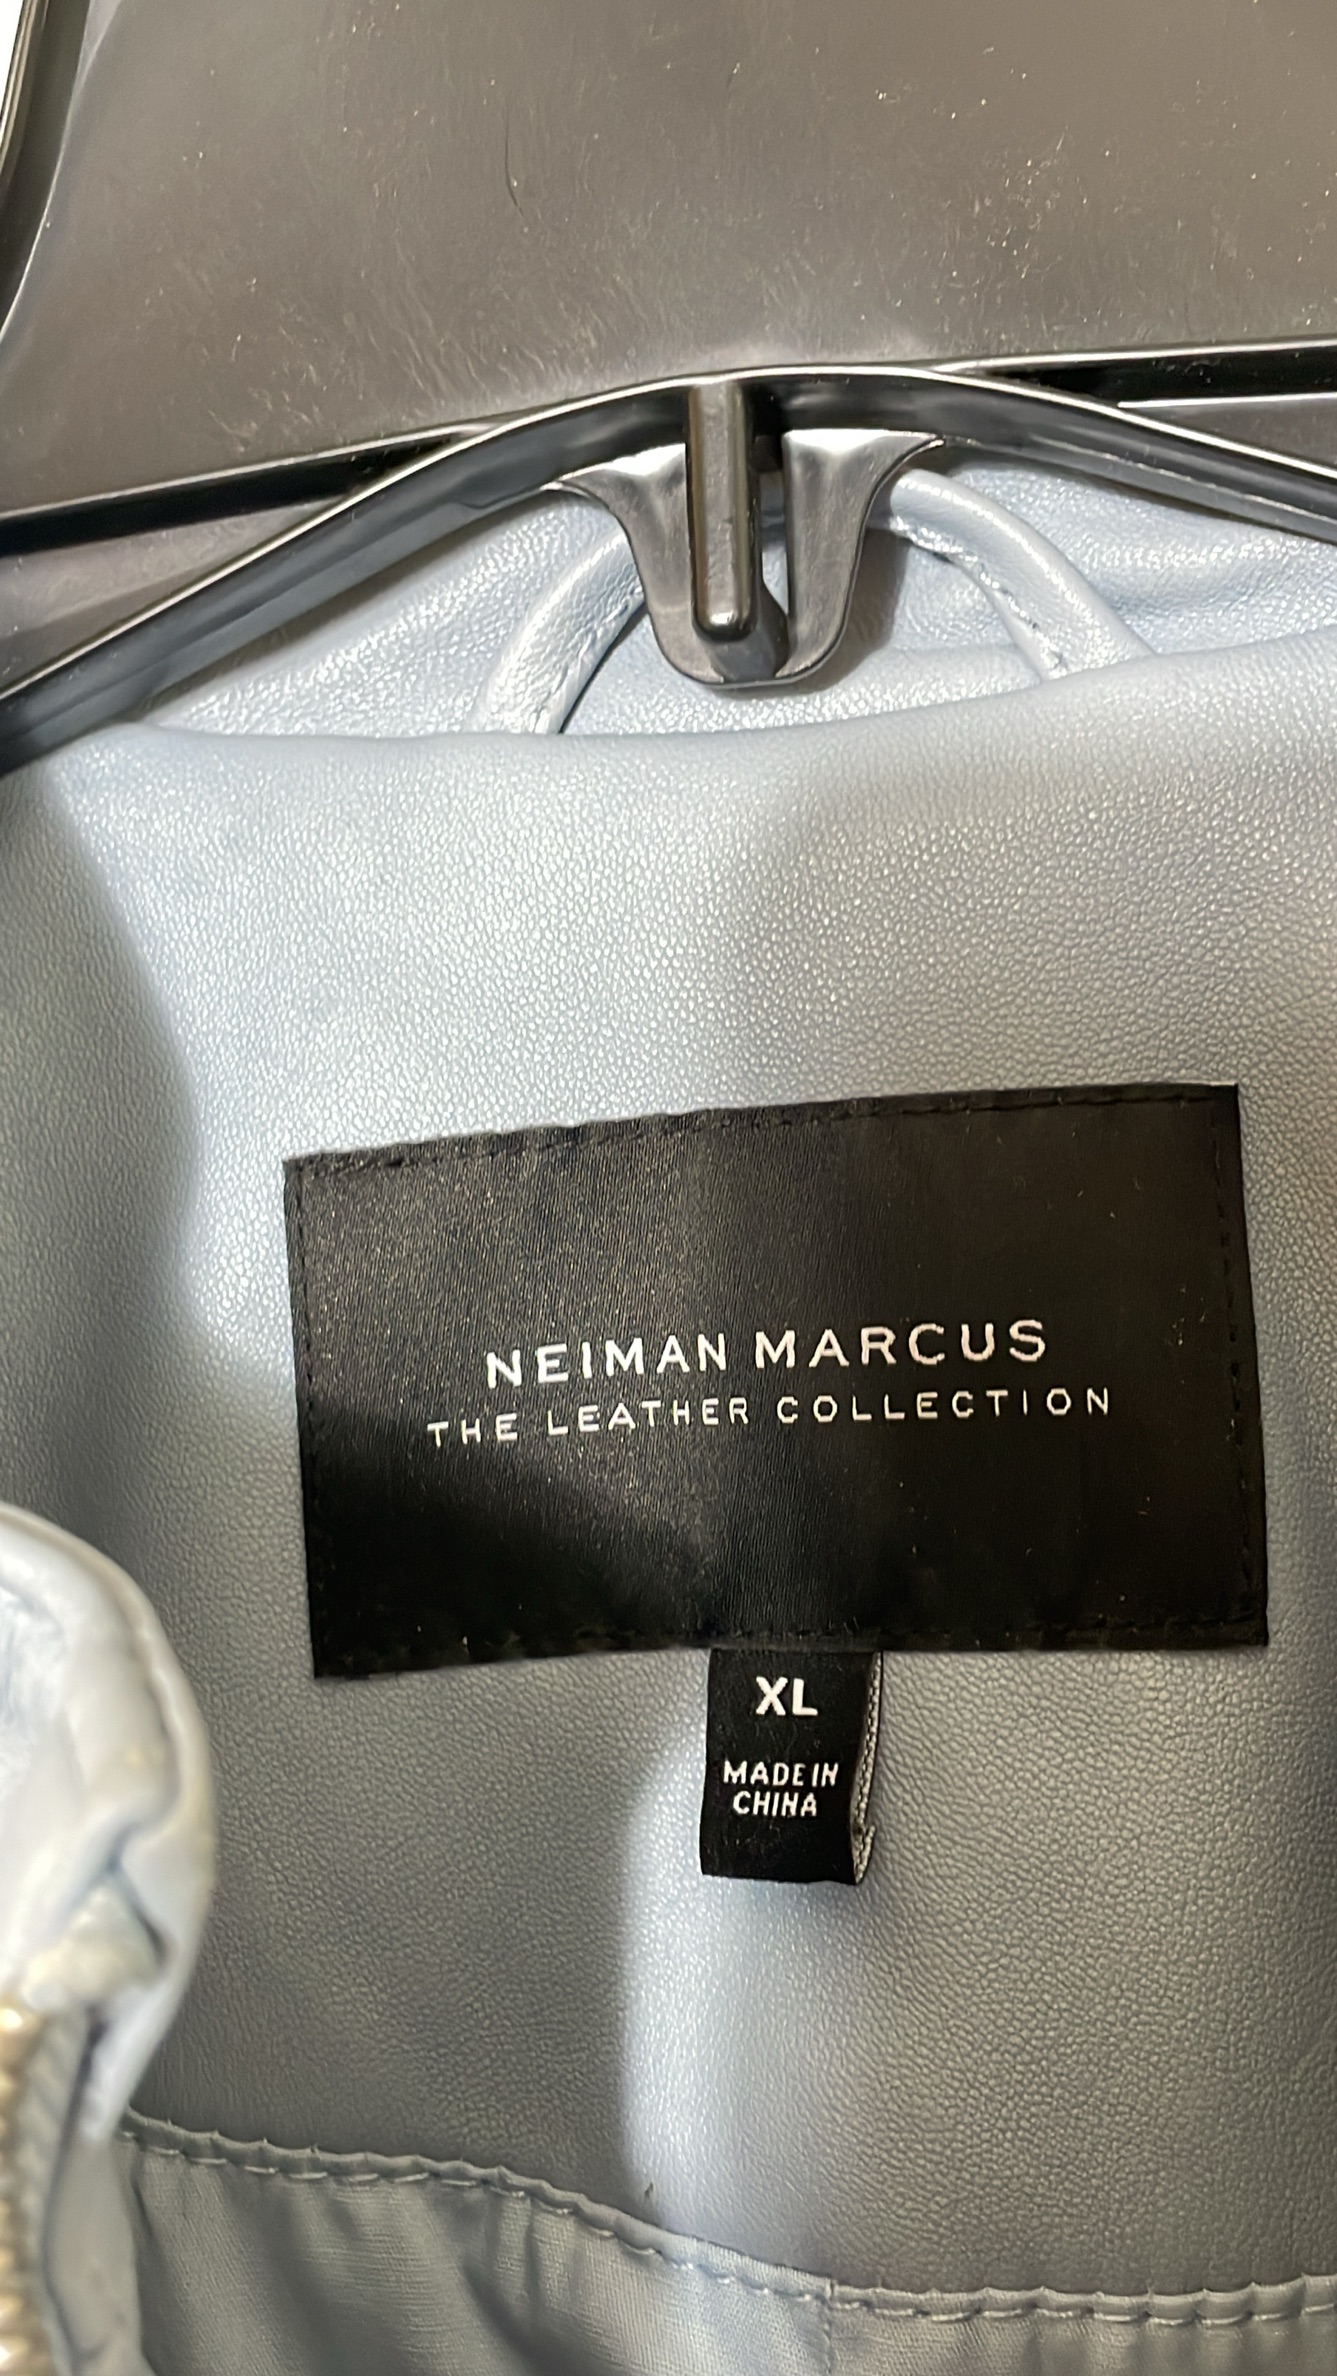 NEIMAN MARCUS
THE LEATHER COLLECTION
XL
MADE IN
CHINA